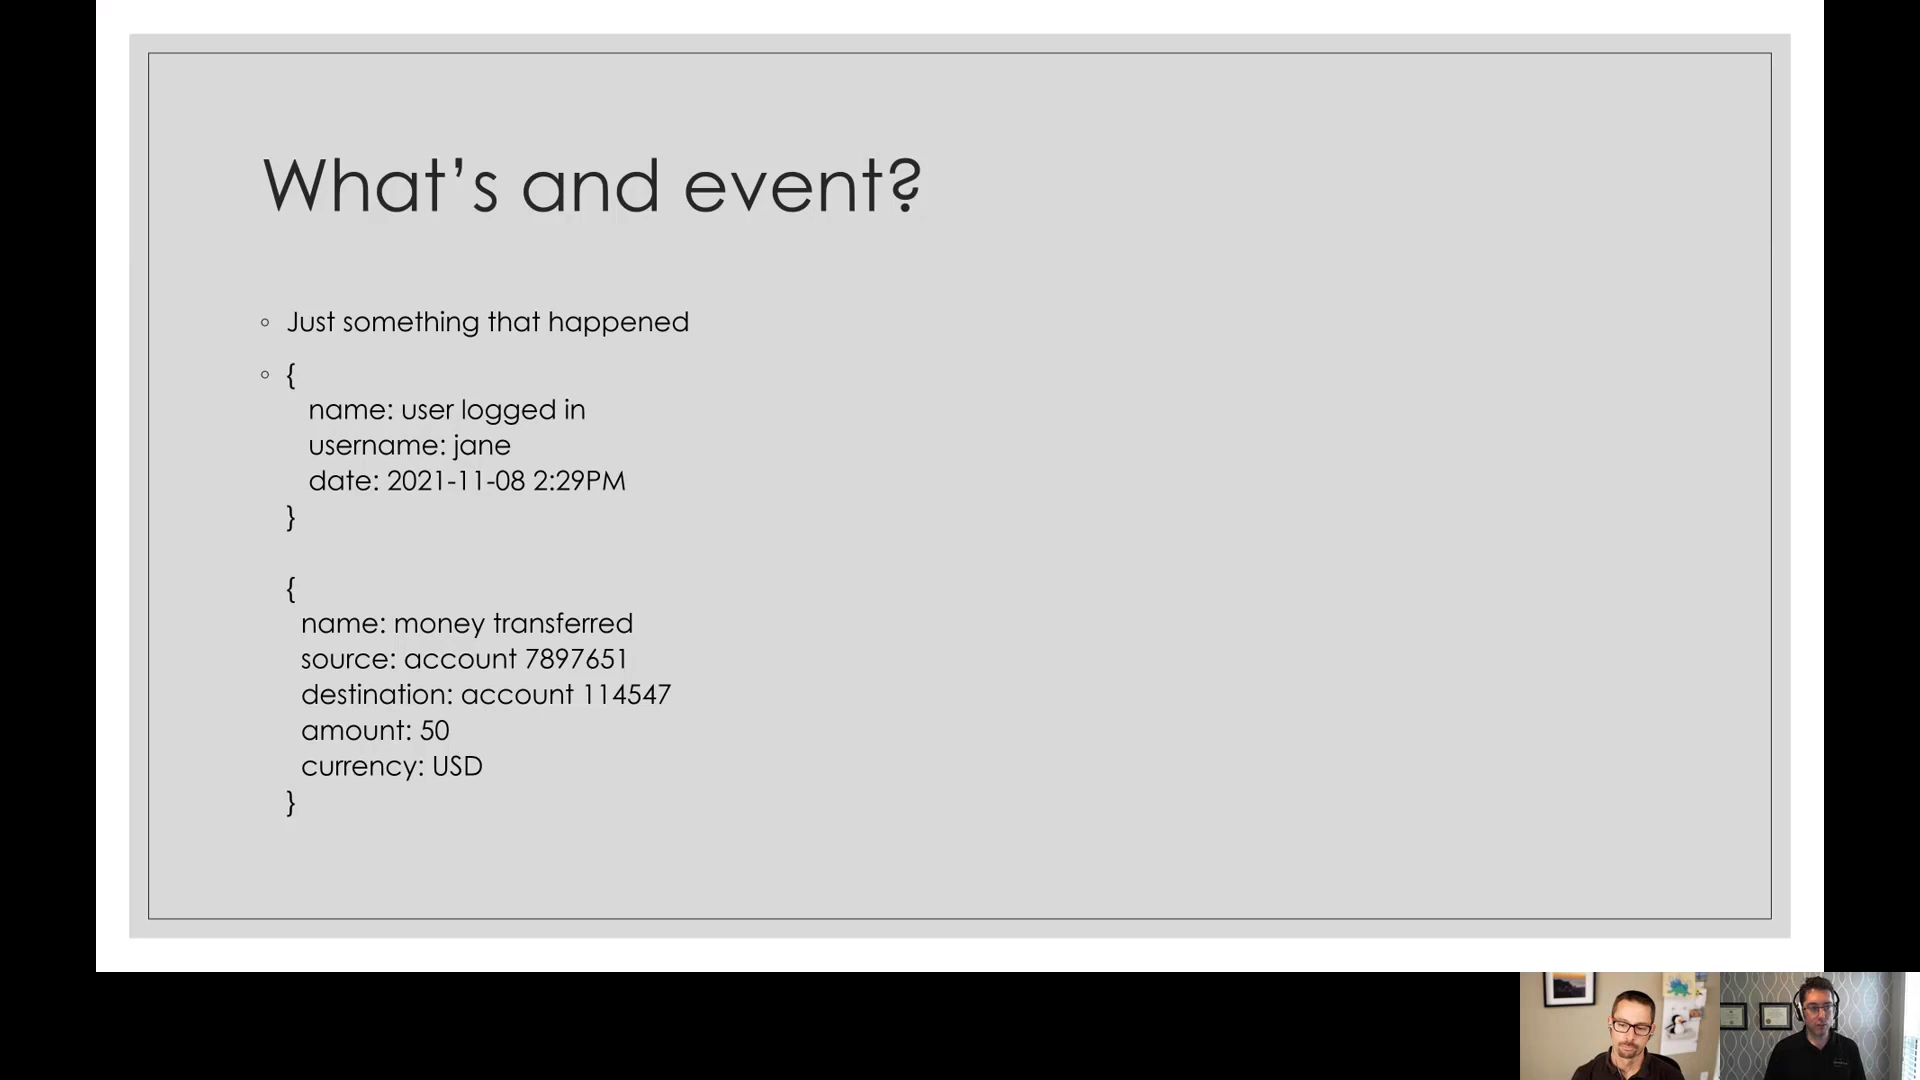 What’s and event?
◦ Just something that happened
◦ {
name: user logged in
username: jane
date: 2021-11-08 2:29PM
}
{
name: money transferred
source: account 7897651
destination: account 114547
amount: 50
currency: USD
}